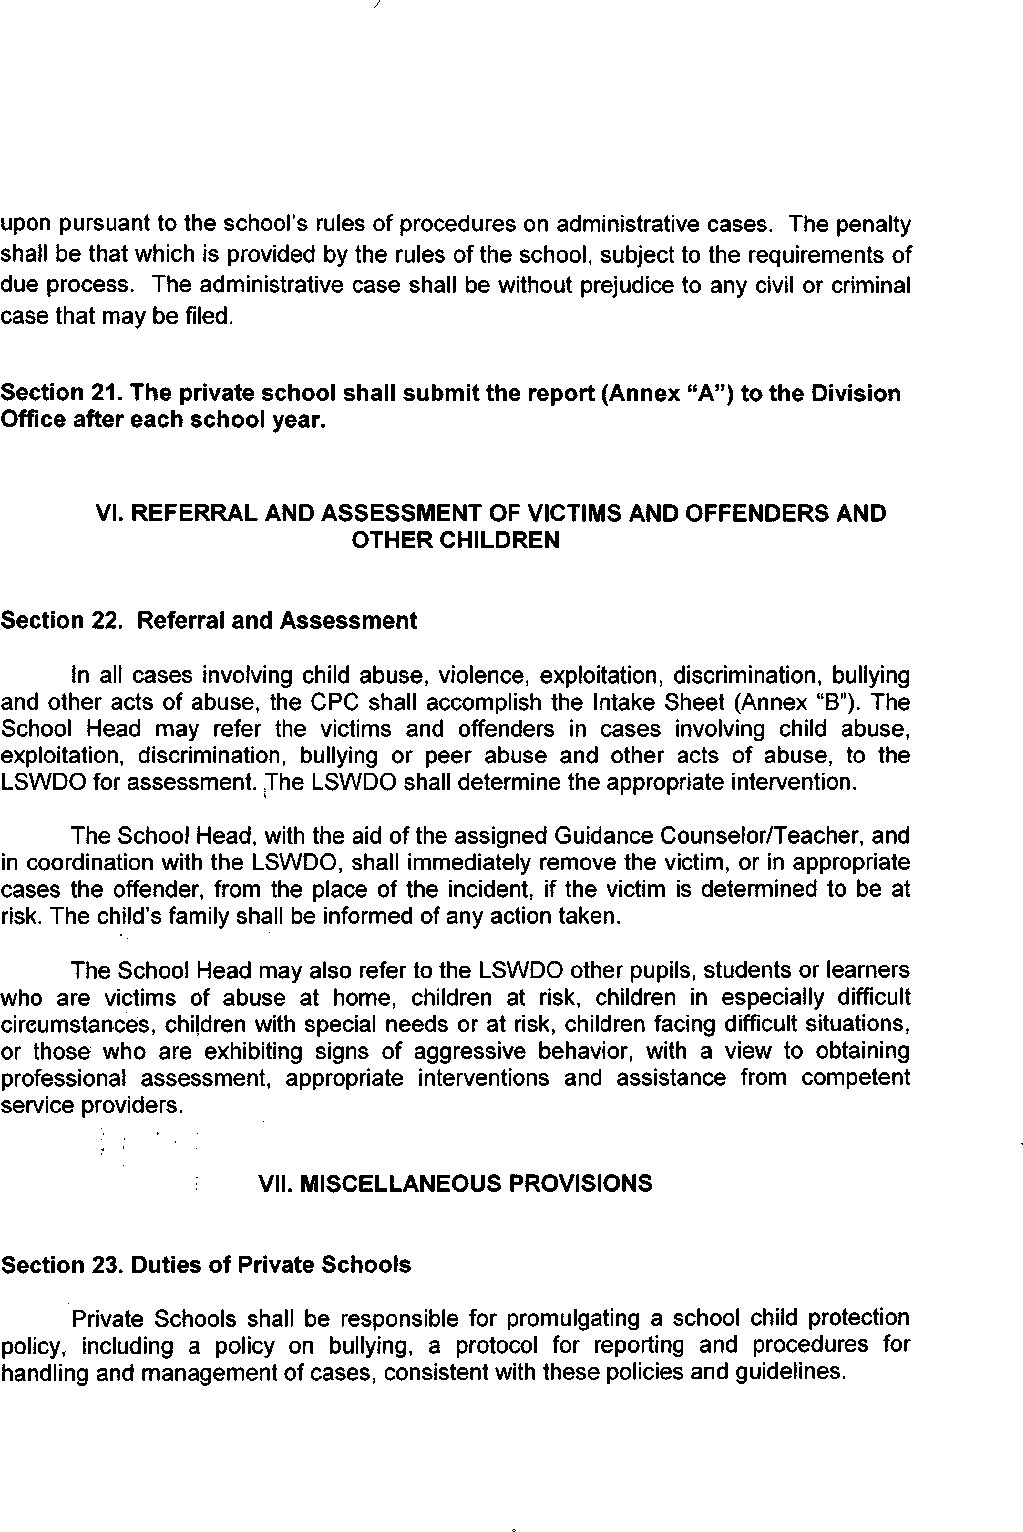 upon pursuant to the school's rules of procedures on administrative cases. The penalty
shall be that which is provided by the rules of the school, subject to the requirements of
due process. The administrative case shall be without prejudice to any civil or criminal
case that may be filed.
Section 21. The private school shall submit the report (Annex “A”) to the Division
Office after each school year.
VI. REFERRAL AND ASSESSMENT OF VICTIMS AND OFFENDERS AND
OTHER CHILDREN
Section 22. Referral and Assessment
In all cases involving child abuse, violence, exploitation, discrimination, bullying
and other acts of abuse, the CPC shall accomplish the Intake Sheet (Annex “B”). The
School Head may refer the victims and offenders in cases involving child abuse,
exploitation, discrimination, bullying or peer abuse and other acts of abuse, to the
LSWDO for assessment. The LSWDO shall determine the appropriate intervention.
The School Head, with the aid of the assigned Guidance Counselor/Teacher, and
in coordination with the LSWDO, shall immediately remove the victim, or in appropriate
cases the offender, from the place of the incident, if the victim is determined to be at
risk. The child's family shall be informed of any action taken.
The School Head may also refer to the LSWDO other pupils, students or learners
who are victims of abuse at home, children at risk, children in especially difficult
circumstances, children with special needs or at risk, children facing difficult situations,
or those who are exhibiting signs of aggressive behavior, with a view to obtaining
professional assessment, appropriate interventions and assistance from competent
service providers.
VII. MISCELLANEOUS PROVISIONS
Section 23. Duties of Private Schools
Private Schools shall be responsible for promulgating a school child protection
policy, including a policy on bullying, a protocol for reporting and procedures for
handling and management of cases, consistent with these policies and guidelines.